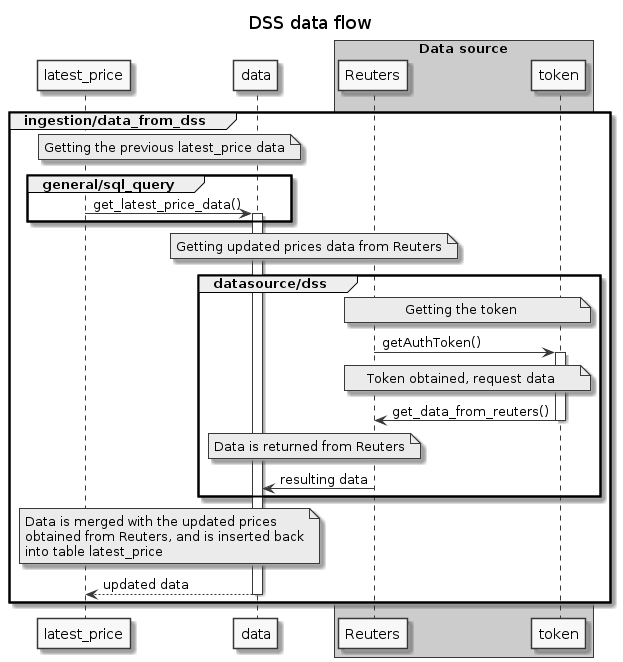 DSS data flow
Data source
latest_price
data
Reuters
token
ingestion/data_from_dss
Getting the previous latest_price data
general/sql_query
get_latest_price_data()
Getting updated prices data from Reuters
datasource/dss
Getting the token
getAuthToken()
Token obtained, request data
get_data_from_reuters()
Data is returned from Reuters
resulting data
Data is merged with the updated prices
obtained from Reuters, and is inserted back
into table latest_price
updated data
latest_price
data
Reuters
token